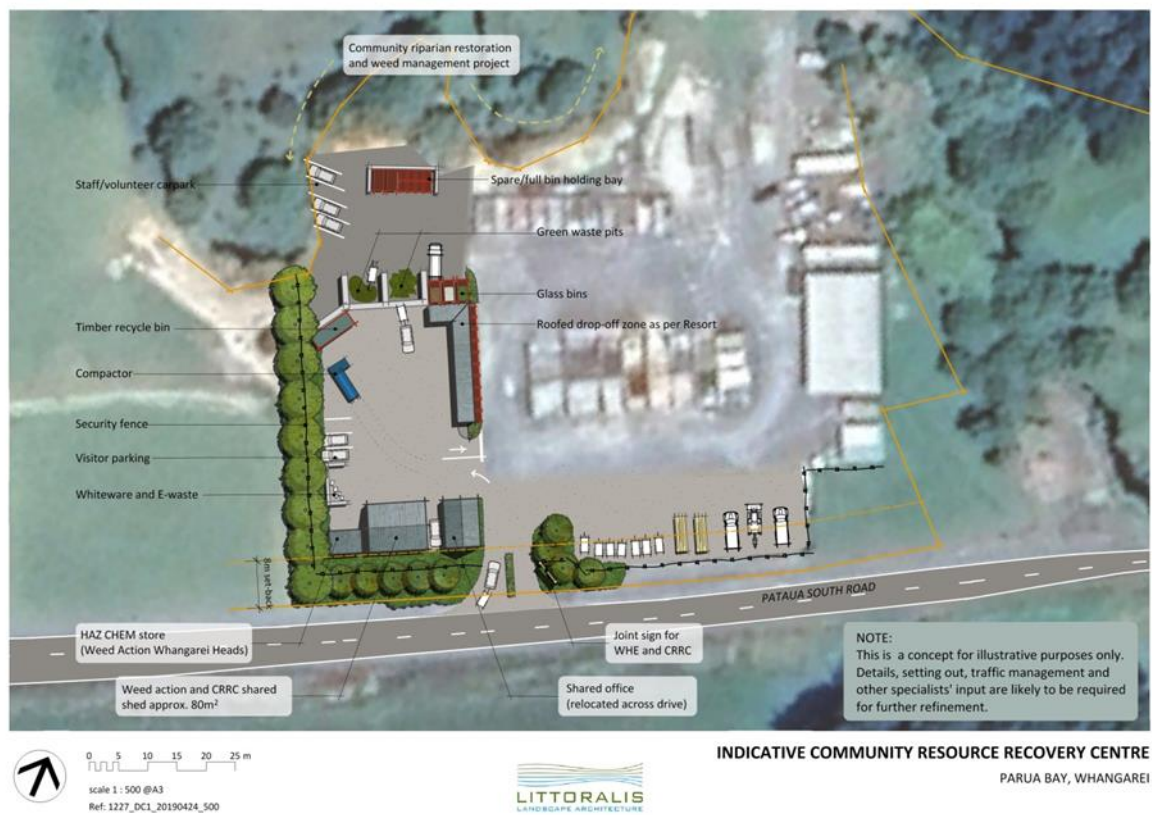 Community riparian restoration
and weed management project
Staff/volunteer carpark
Spare/full bin holding bay
Green waste pits
Glass bins
Timber recycle bin
Roofed drop-off zone as per Resort
Compactor
Security fence
Visitor parking
Whiteware and E-waste
8m set-back
PATAUA SOUTH ROAD
HAZ CHEM store
(Weed Action Whangarei Heads)
Joint sign for
WHE and CRRC
Weed action and CRRC shared
shed approx. 80m²
Shared office
(relocated across drive)
NOTE:
This is a concept for illustrative purposes only.
Details, setting out, traffic management and
other specialists' input are likely to be required
for further refinement.
0 5 10 15 20 25 m
scale 1 : 500 @A3
Ref: 1227_DC1_20190424_500
LITTORALIS
LANDSCAPE ARCHITECTURE
INDICATIVE COMMUNITY RESOURCE RECOVERY CENTRE
PARUA BAY, WHANGAREI